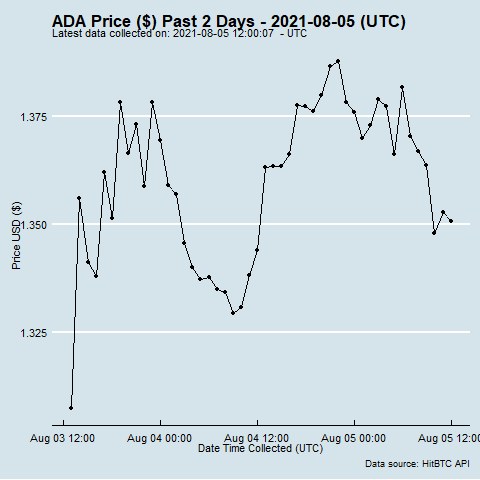 ADA Price ($) Past 2 Days - 2021-08-05 (UTC)
Latest data collected on: 2021-08-05 12:00:07 - UTC
1.375
1.350
1.325
Price USD ($)
Aug 03 12:00 Aug 04 00:00 Aug 04 12:00 Aug 05 00:00 Aug 05 12:00
Date Time Collected (UTC)
Data source: HitBTC API